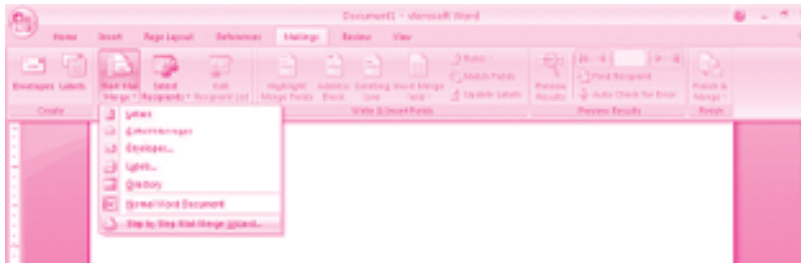 Document1 - Microsoft Word
Home Insert Page Layout References Mailings Review View
Envelopes Labels
Start Mail Merge Select Recipients Edit Recipient List
Highlight Merge Fields Address Block Greeting Line Insert Merge Field
Rules
Match Fields
Update Labels
Preview Results
Find Recipient
Auto Check for Errors
Finish & Merge
Create
Write & Insert Fields
Preview Results
Finish
Letters
E-Mail Messages
Envelopes...
Labels...
Directory
Normal Word Document
Step by Step Mail Merge Wizard...